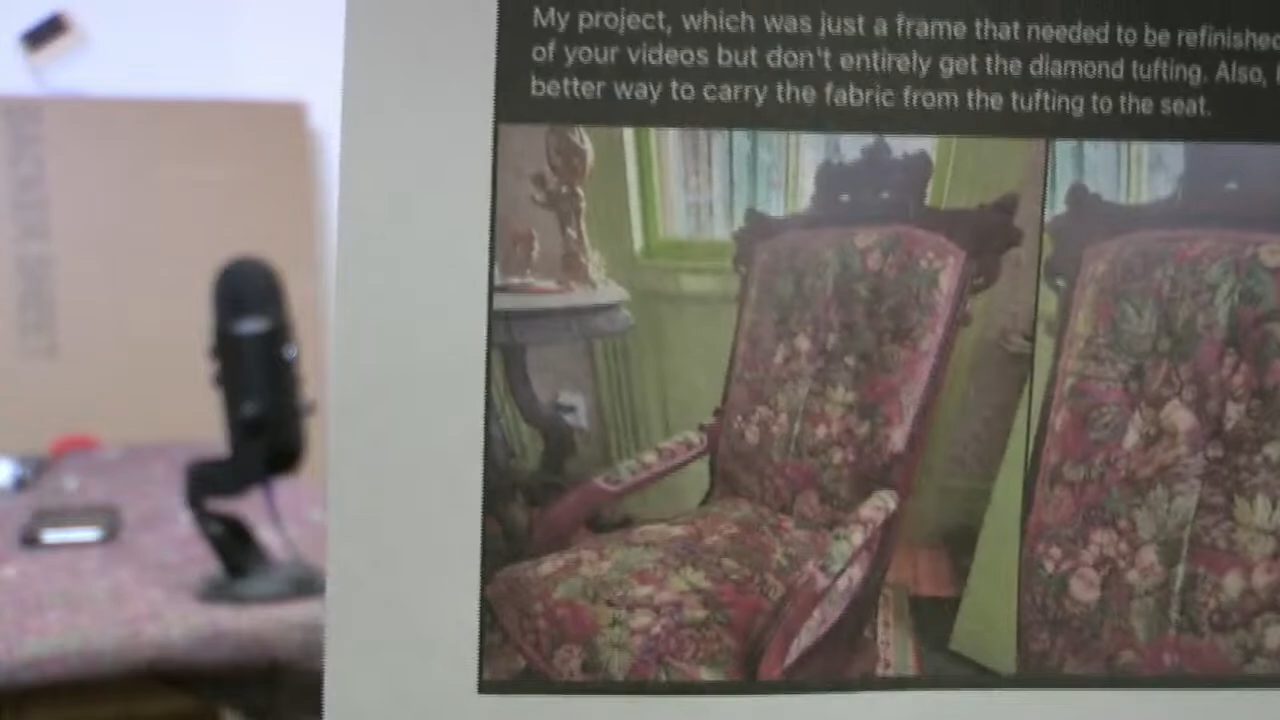 My project, which was just a frame that needed to be refinished
of your videos but don't entirely get the diamond tufting. Also,
better way to carry the fabric from the tufting to the seat.